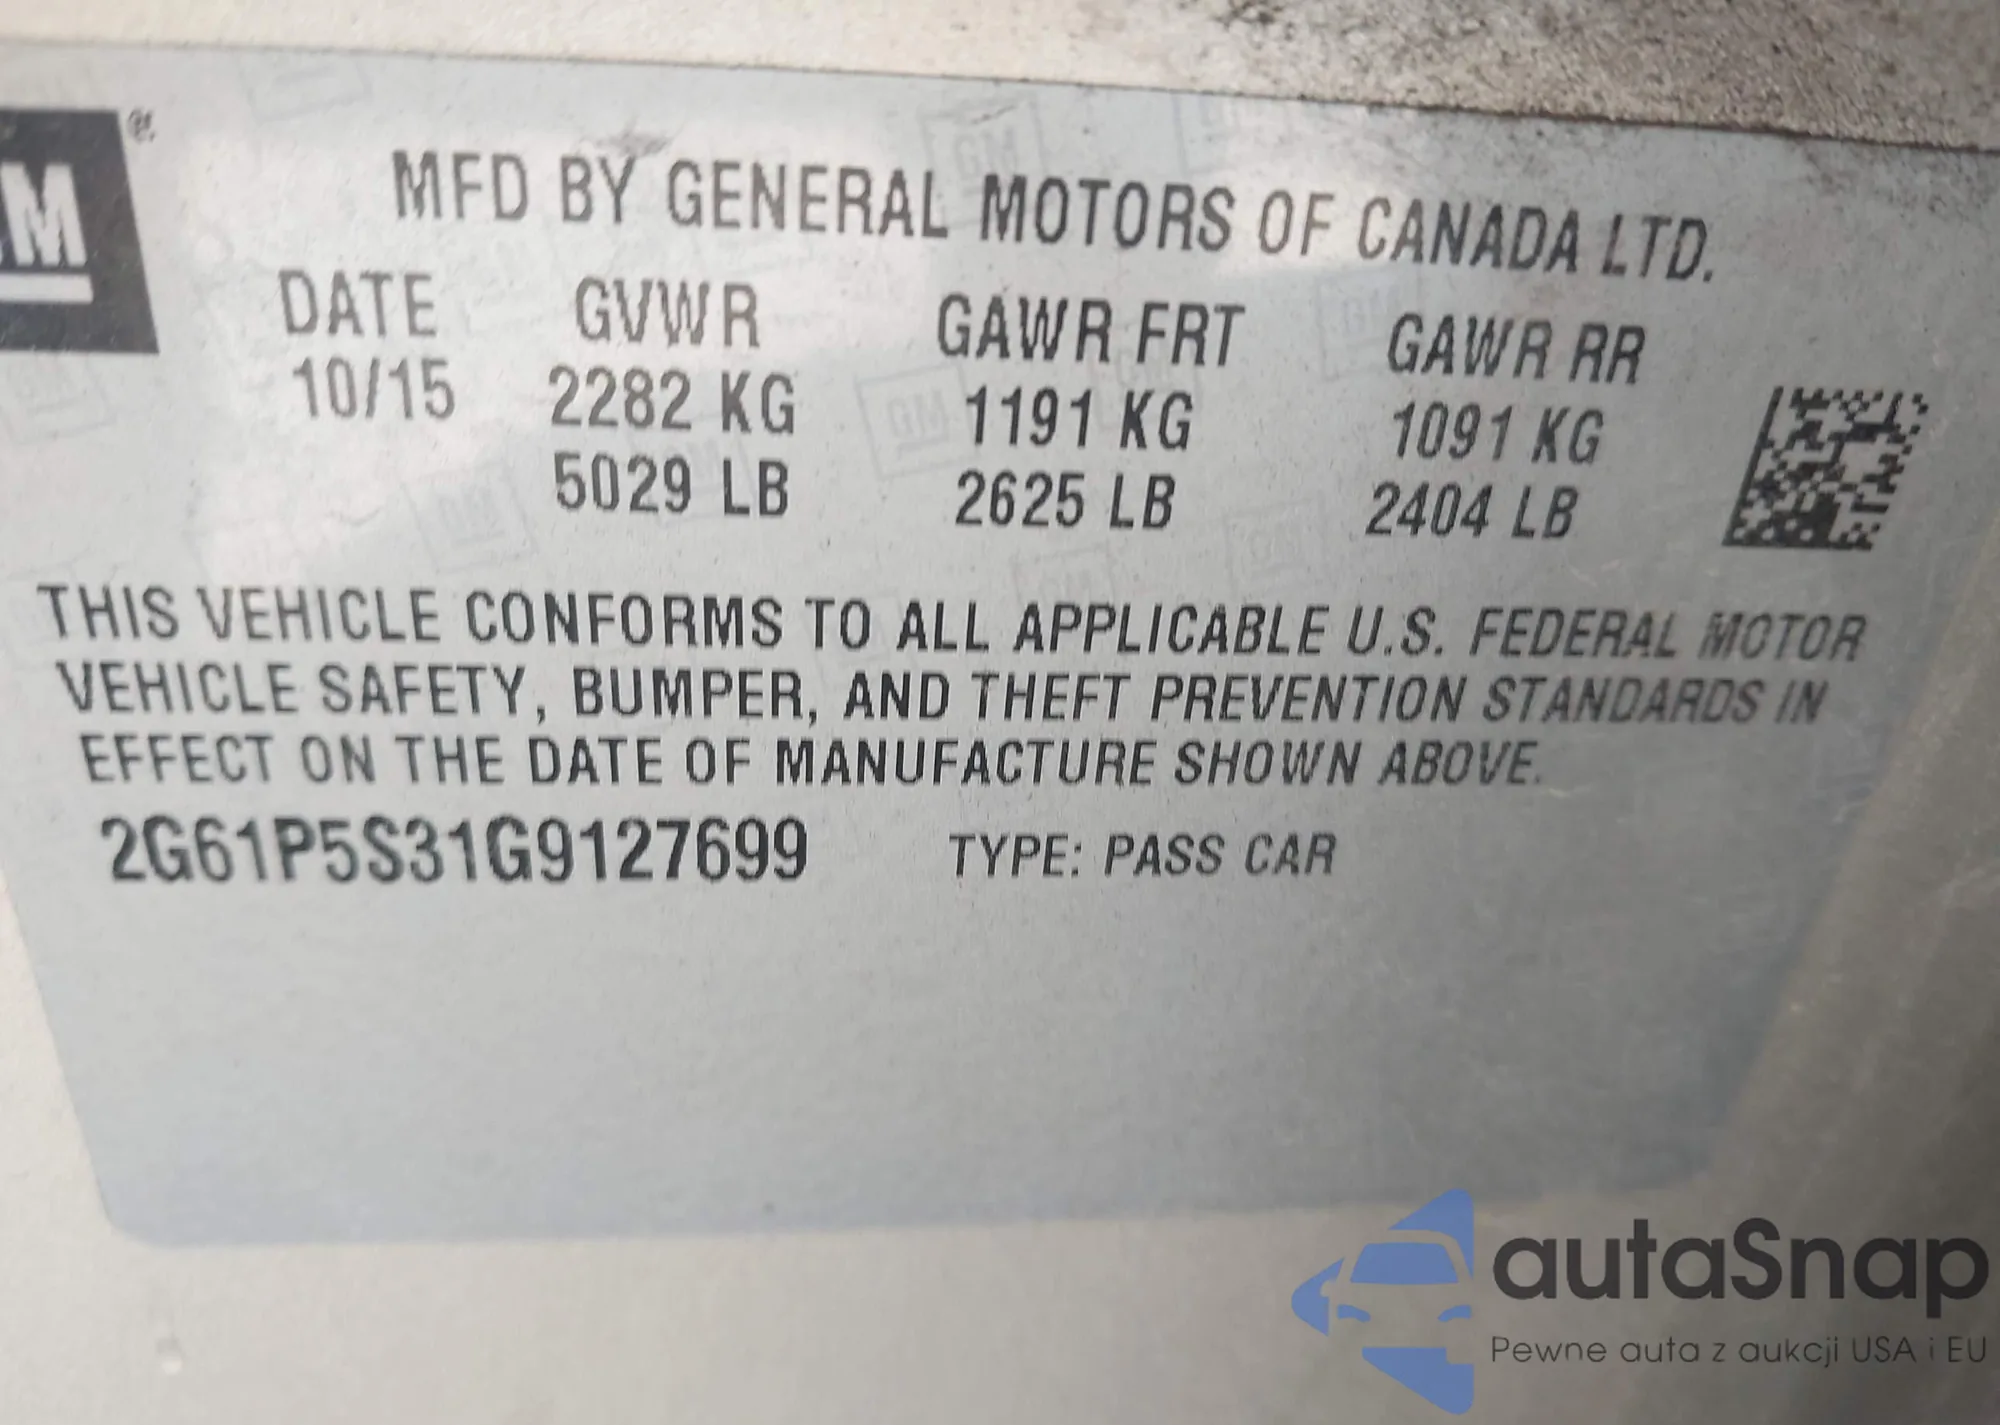 GM®
MFD BY GENERAL MOTORS OF CANADA LTD.
DATE GVWR GAWR FRT GAWR RR
10/15 2282 KG 1191 KG 1091 KG
5029 LB 2625 LB 2404 LB
THIS VEHICLE CONFORMS TO ALL APPLICABLE U.S. FEDERAL MOTOR
VEHICLE SAFETY, BUMPER, AND THEFT PREVENTION STANDARDS IN
EFFECT ON THE DATE OF MANUFACTURE SHOWN ABOVE.
2G61P5S31G9127699 TYPE: PASS CAR
autaSnap
Pewne auta z aukcji USA i EU